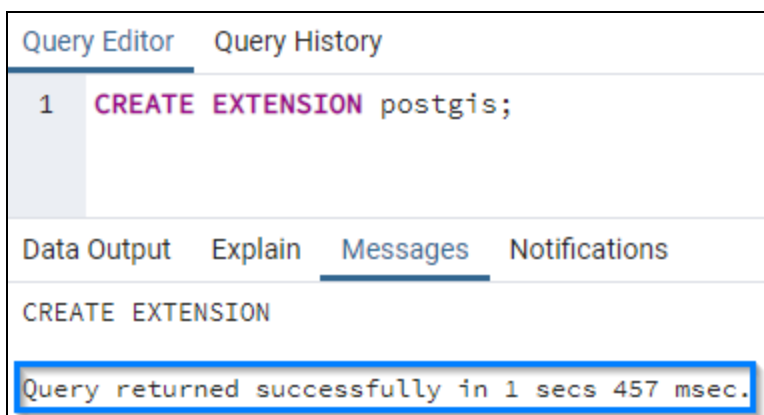 Query Editor Query History
1 CREATE EXTENSION postgis;
Data Output Explain Messages Notifications
CREATE EXTENSION
Query returned successfully in 1 secs 457 msec.